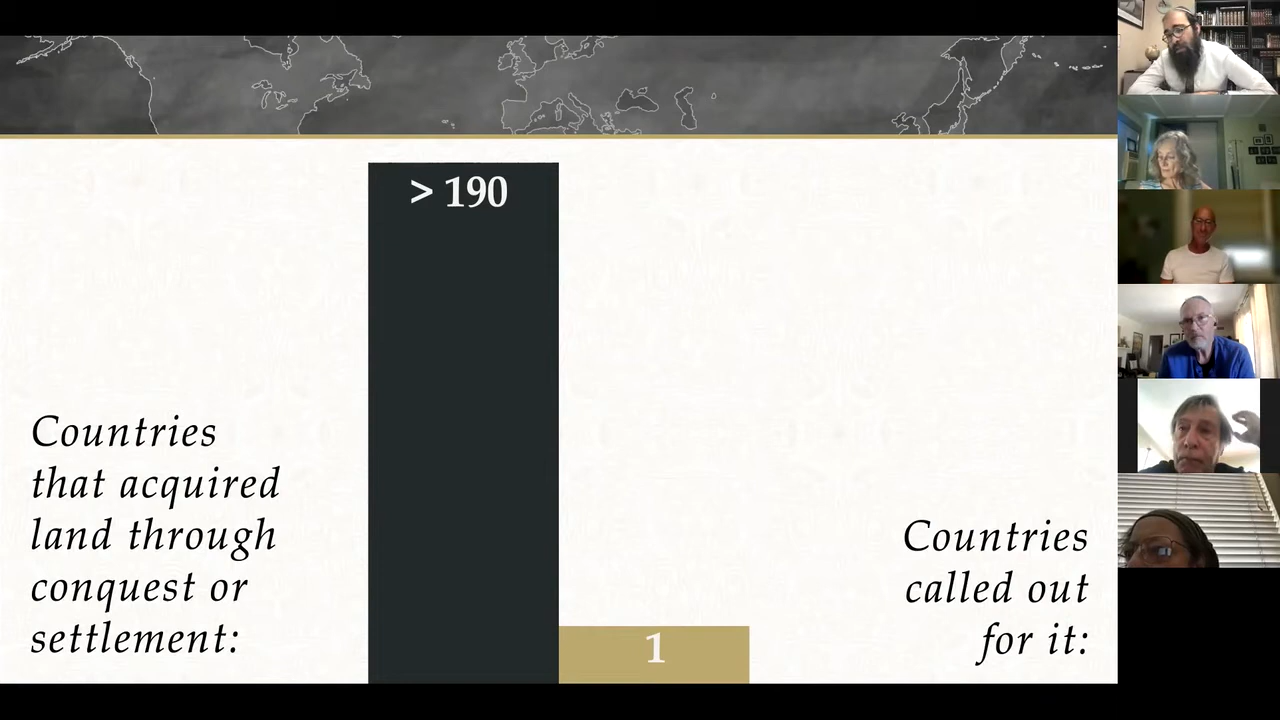 > 190
Countries
that acquired
land through
conquest or
settlement:
1
Countries
called out
for it: